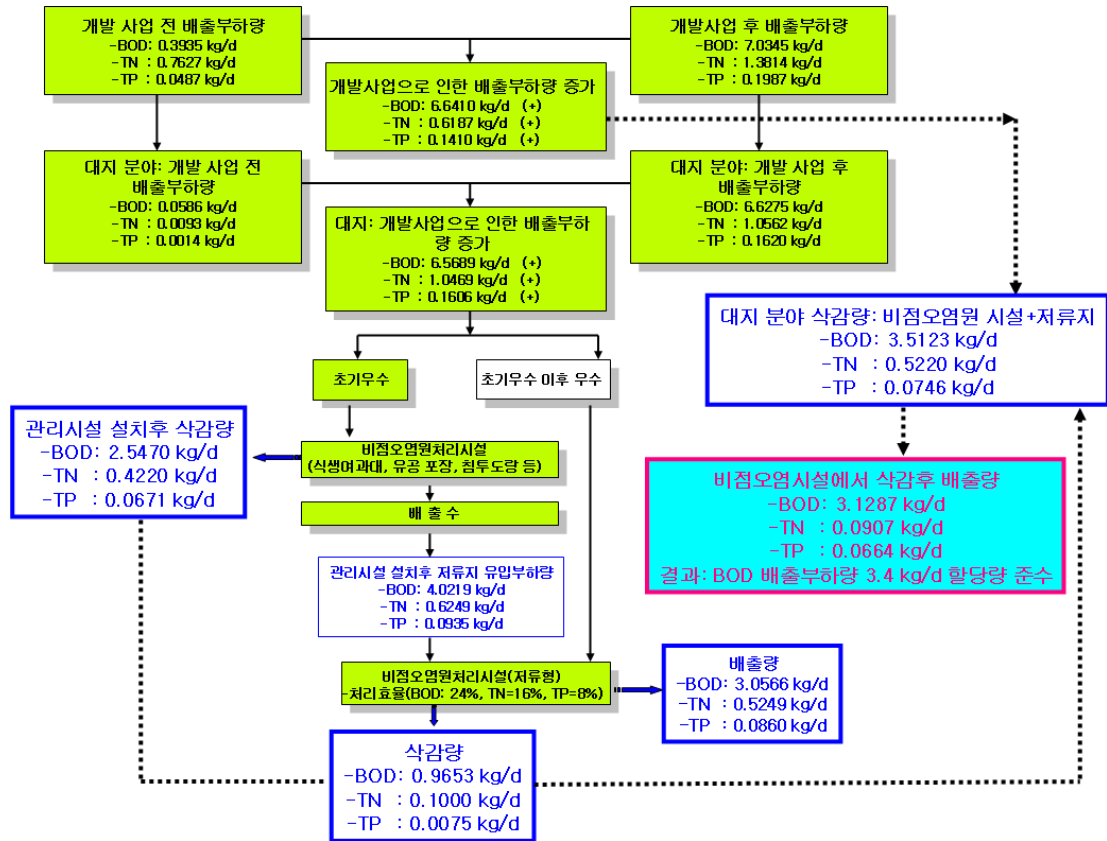 개발 사업 전 배출부하량
-BOD: 0.3935 kg/d
-TN : 0.7627 kg/d
-TP : 0.0487 kg/d
개발사업 후 배출부하량
-BOD: 7.0345 kg/d
-TN : 1.3814 kg/d
-TP : 0.1987 kg/d
개발사업으로 인한 배출부하량 증가
-BOD: 6.6410 kg/d (+)
-TN : 0.6187 kg/d (+)
-TP : 0.1410 kg/d (+)
대지 분야: 개발 사업 전
배출부하량
-BOD: 0.0586 kg/d
-TN : 0.0093 kg/d
-TP : 0.0014 kg/d
대지 분야: 개발 사업 후
배출부하량
-BOD: 6.6275 kg/d
-TN : 1.0562 kg/d
-TP : 0.1620 kg/d
대지: 개발사업으로 인한 배출부하
량 증가
-BOD: 6.5689 kg/d (+)
-TN : 1.0469 kg/d (+)
-TP : 0.1606 kg/d (+)
대지 분야 삭감량: 비점오염원 시설+저류지
-BOD: 3.5123 kg/d
-TN : 0.5220 kg/d
-TP : 0.0746 kg/d
초기우수
초기우수 이후 우수
관리시설 설치후 삭감량
-BOD: 2.5470 kg/d
-TN : 0.4220 kg/d
-TP : 0.0671 kg/d
비점오염원처리시설
(식생여과대, 유공 포장, 침투도랑 등)
배 출 수
비점오염시설에서 삭감후 배출량
-BOD: 3.1287 kg/d
-TN : 0.0907 kg/d
-TP : 0.0664 kg/d
결과: BOD 배출부하량 3.4 kg/d 할당량 준수
관리시설 설치후 저류지 유입부하량
-BOD: 4.0219 kg/d
-TN : 0.6249 kg/d
-TP : 0.0935 kg/d
비점오염원처리시설(저류형)
-처리효율(BOD: 24%, TN=16%, TP=8%)
배출량
-BOD: 3.0566 kg/d
-TN : 0.5249 kg/d
-TP : 0.0860 kg/d
삭감량
-BOD: 0.9653 kg/d
-TN : 0.1000 kg/d
-TP : 0.0075 kg/d